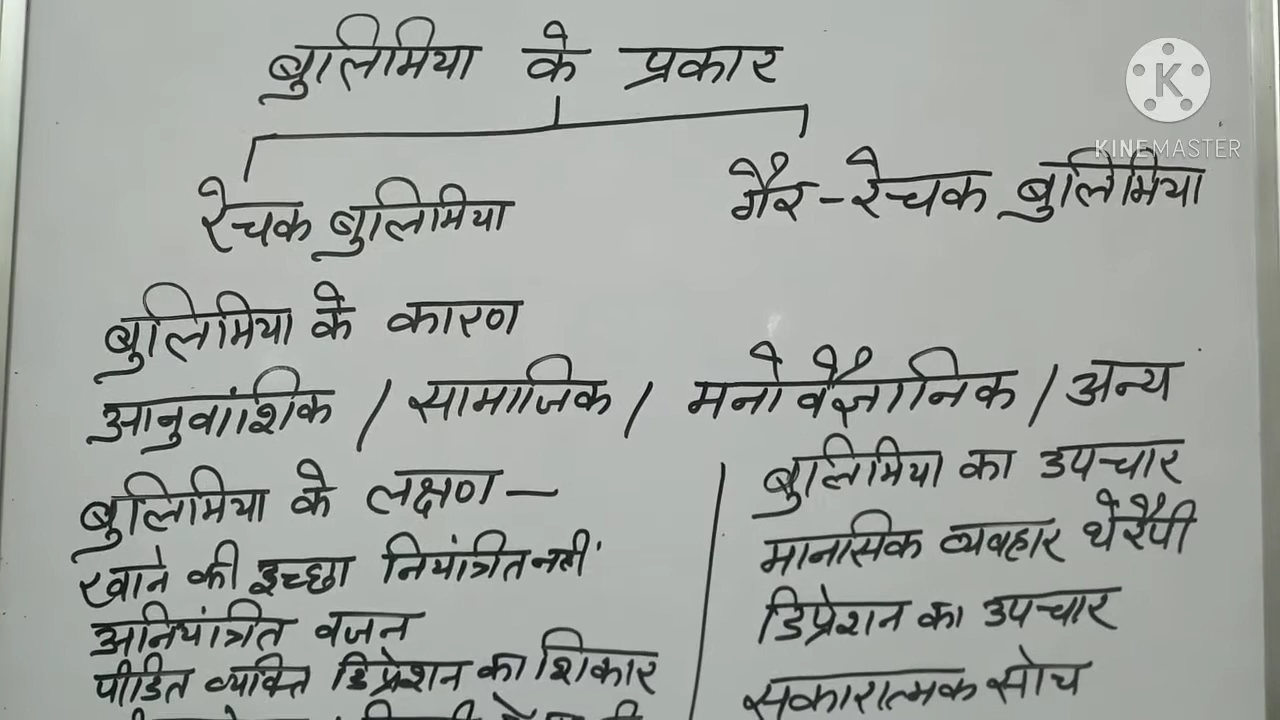 बुलिमिया के प्रकार
K
KINEMASTER
रेचक बुलिमिया
गैर-रेचक बुलिमिया
बुलिमिया के कारण
आनुवांशिक / सामाजिक / मनोवैज्ञानिक / अन्य
बुलिमिया के लक्षण -
खाने की इच्छा नियांत्रित नहीं
अनियांत्रित वजन
पीडित व्यक्ति डिप्रेशन का शिकार
बुलिमिया का उपचार
मानसिक व्यवहार थेरैपी
डिप्रेशन का उपचार
सकारात्मक सोच